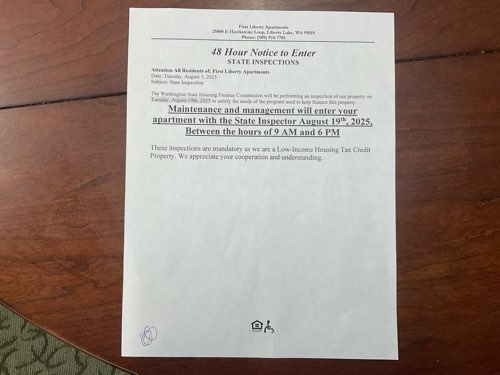 First Liberty Apartments
25000 E Hawkstone Loop, Liberty Lake, WA 99019
Phone: (509) 924-7701
48 Hour Notice to Enter
STATE INSPECTIONS
Attention All Residents of: First Liberty Apartments
Date: Tuesday, August 5, 2025
Subject: State Inspection
The Washington State Housing Finance Commission will be performing an inspection of our property on
Tuesday, August 19th, 2025 to satisfy the needs of the program used to help finance this property.
Maintenance and management will enter your
apartment with the State Inspector August 19th, 2025,
Between the hours of 9 AM and 6 PM
These inspections are mandatory as we are a Low-Income Housing Tax Credit
Property. We appreciate your cooperation and understanding.